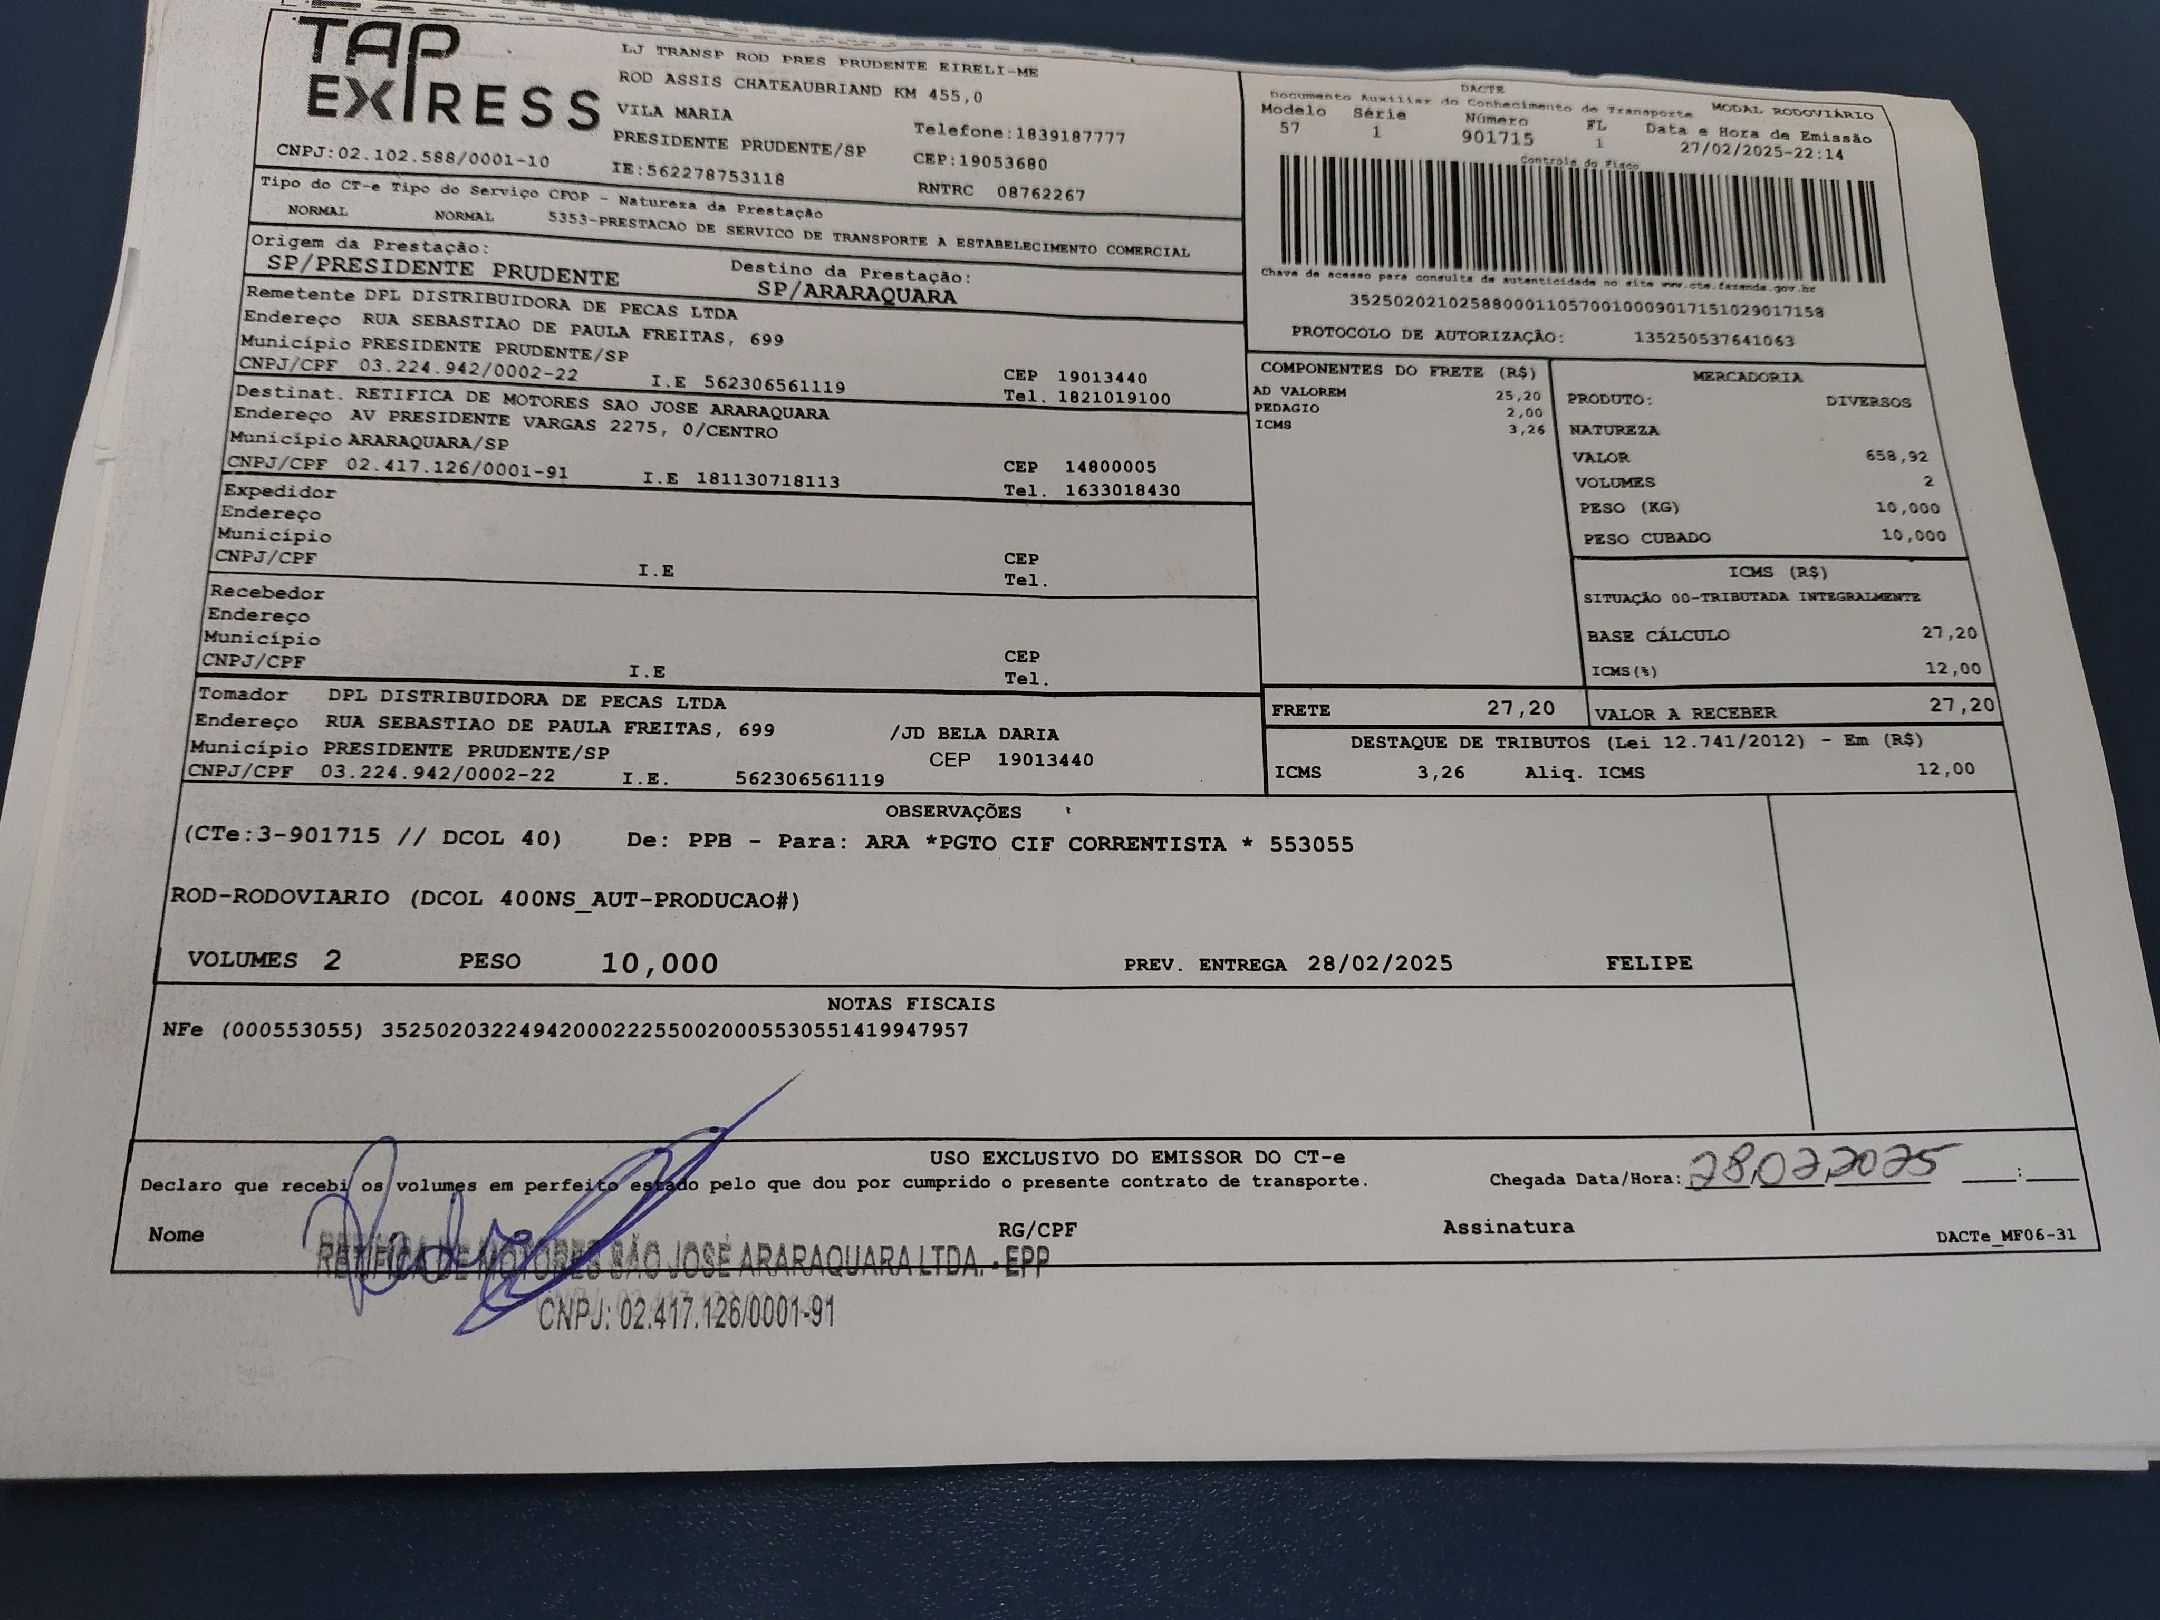 TAP
EXPRESS
LJ TRANSP ROD PRES PRUDENTE EIRELI-ME
ROD ASSIS CHATEAUBRIAND KM 455,0
VILA MARIA
Telefone:1839187777
PRESIDENTE PRUDENTE/SP
CEP:19053680
CNPJ:02.102.588/0001-10
IE:562278753118
RNTRC 08762267
DACTE
Documento Auxiliar do Conhecimento de Transporte MODAL RODOVIÁRIO
Modelo Série Número FL Data e Hora de Emissão
57 1 901715 1 27/02/2025-22:14
Controle do Fisco
Chave de acesso para consulta de autenticidade no site www.cte.fazenda.gov.br
35250202102588000110570010009017151029017158
PROTOCOLO DE AUTORIZAÇÃO: 135250537641063
Tipo do CT-e Tipo do Serviço CFOP - Natureza da Prestação
NORMAL NORMAL 5353-PRESTACAO DE SERVICO DE TRANSPORTE A ESTABELECIMENTO COMERCIAL
Origem da Prestação: Destino da Prestação:
SP/PRESIDENTE PRUDENTE SP/ARARAQUARA
Remetente DPL DISTRIBUIDORA DE PECAS LTDA
Endereço RUA SEBASTIAO DE PAULA FREITAS, 699
Município PRESIDENTE PRUDENTE/SP CEP 19013440
CNPJ/CPF 03.224.942/0002-22 I.E 562306561119 Tel. 1821019100
Destinat. RETIFICA DE MOTORES SAO JOSE ARARAQUARA
Endereço AV PRESIDENTE VARGAS 2275, 0/CENTRO
Município ARARAQUARA/SP CEP 14800005
CNPJ/CPF 02.417.126/0001-91 I.E 181130718113 Tel. 1633018430
Expedidor
Endereço
Município CEP
CNPJ/CPF I.E Tel.
Recebedor
Endereço
Município CEP
CNPJ/CPF I.E Tel.
Tomador DPL DISTRIBUIDORA DE PECAS LTDA
Endereço RUA SEBASTIAO DE PAULA FREITAS, 699 /JD BELA DARIA
Município PRESIDENTE PRUDENTE/SP CEP 19013440
CNPJ/CPF 03.224.942/0002-22 I.E. 562306561119
COMPONENTES DO FRETE (R$)
AD VALOREM 25,20
PEDAGIO 2,00
ICMS 3,26
MERCADORIA
PRODUTO: DIVERSOS
NATUREZA
VALOR 658,92
VOLUMES 2
PESO (KG) 10,000
PESO CUBADO 10,000
ICMS (R$)
SITUAÇÃO 00-TRIBUTADA INTEGRALMENTE
BASE CÁLCULO 27,20
ICMS(%) 12,00
FRETE 27,20 VALOR A RECEBER 27,20
DESTAQUE DE TRIBUTOS (Lei 12.741/2012) - Em (R$)
ICMS 3,26 Aliq. ICMS 12,00
OBSERVAÇÕES
(CTe:3-901715 // DCOL 40) De: PPB - Para: ARA *PGTO CIF CORRENTISTA * 553055
ROD-RODOVIARIO (DCOL 400NS_AUT-PRODUCAO#)
VOLUMES 2 PESO 10,000 PREV. ENTREGA 28/02/2025 FELIPE
NOTAS FISCAIS
NFe (000553055) 35250203224942000222550020005530551419947957
USO EXCLUSIVO DO EMISSOR DO CT-e
Declaro que recebi os volumes em perfeito estado pelo que dou por cumprido o presente contrato de transporte. Chegada Data/Hora: 28.02.2025 :
Nome RG/CPF Assinatura DACTe_MF06-31
RETIFICA DE MOTORES SÃO JOSÉ ARARAQUARA LTDA. - EPP
CNPJ: 02.417.126/0001-91